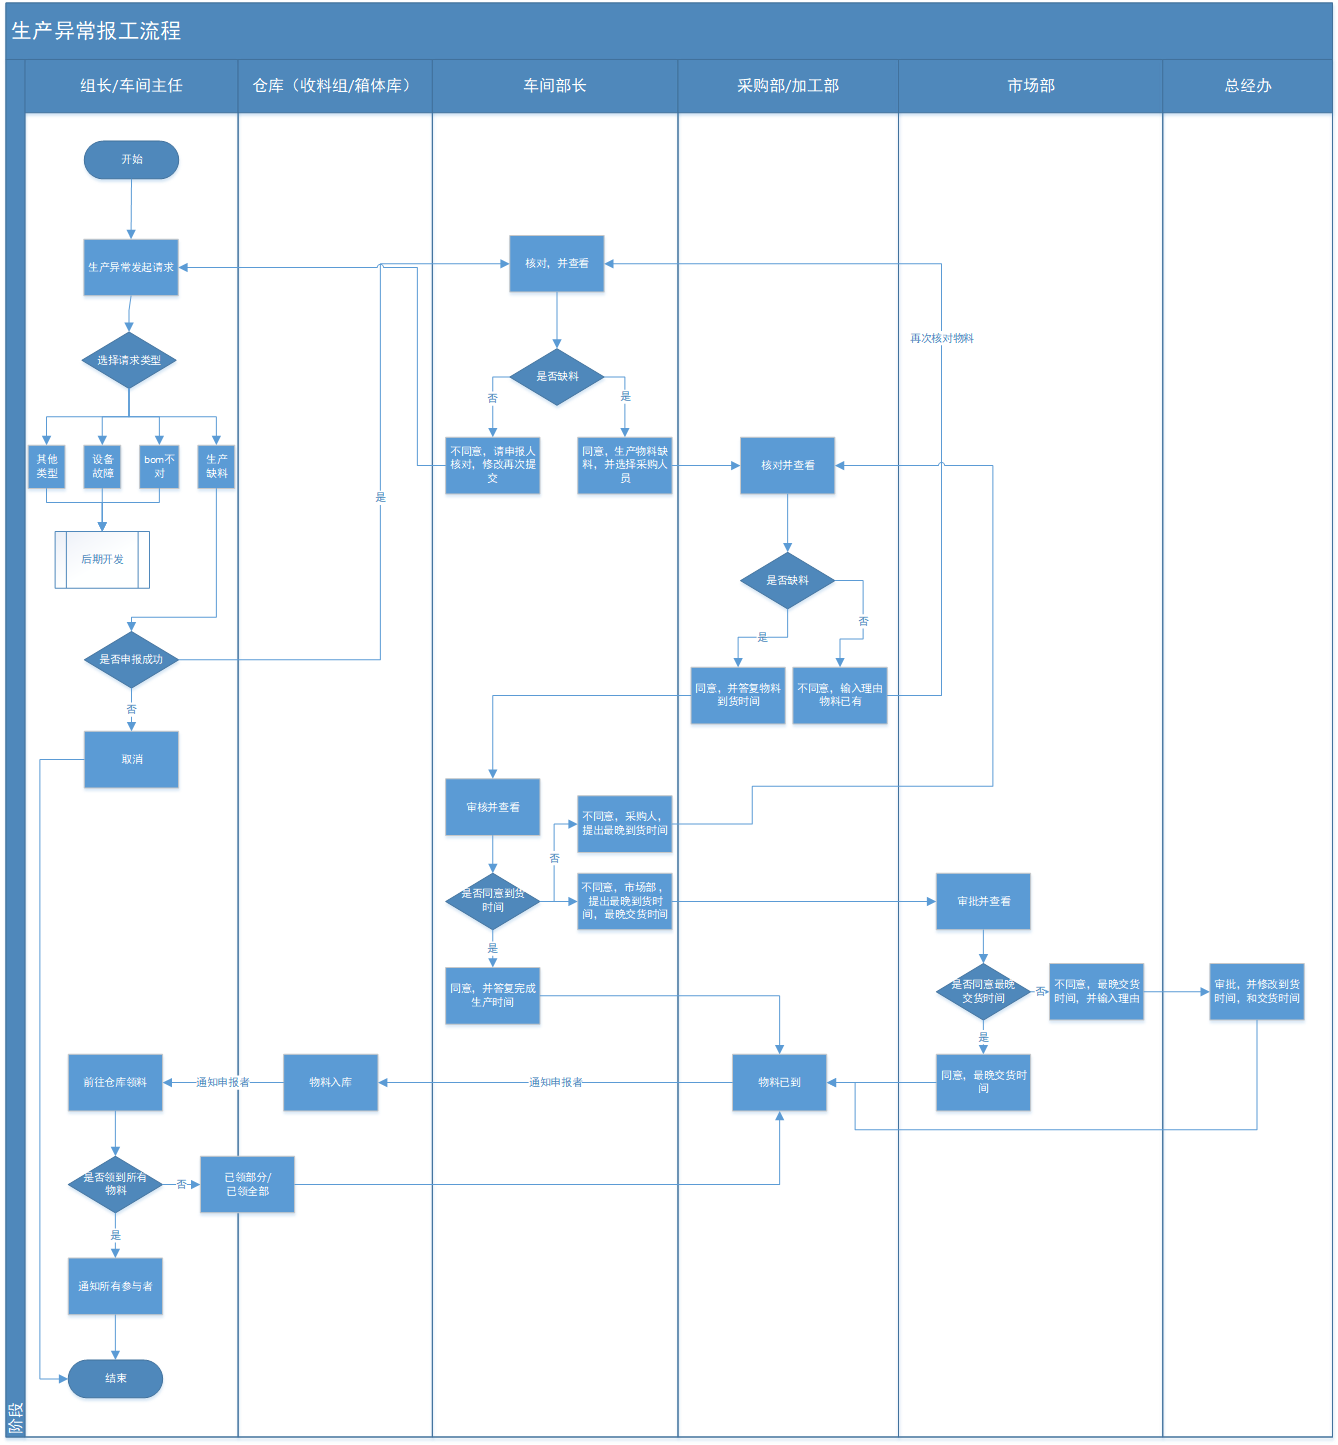 生产异常报工流程
组长/车间主任
仓库（收料组/箱体库）
车间部长
采购部/加工部
市场部
总经办
阶段
开始
生产异常发起请求
选择请求类型
其他
类型
设备
故障
bom不
对
生产
缺料
后期开发
是否申报成功
是
否
取消
核对，并查看
是否缺料
否
是
不同意，请申报人
核对，修改再次提
交
同意，生产物料缺
料，并选择采购人
员
核对并查看
再次核对物料
是否缺料
是
否
同意，并答复物料
到货时间
不同意，输入理由
物料已有
审核并查看
不同意，采购人，
提出最晚到货时间
否
是否同意到货
时间
不同意，市场部，
提出最晚到货时
间，最晚交货时间
是
同意，并答复完成
生产时间
审批并查看
是否同意最晚
交货时间
否
不同意，最晚交货
时间，并输入理由
审批，并修改到货
时间，和交货时间
是
同意，最晚交货时
间
物料已到
通知申报者
物料入库
通知申报者
前往仓库领料
是否领到所有
物料
否
已领部分/
已领全部
是
通知所有参与者
结束